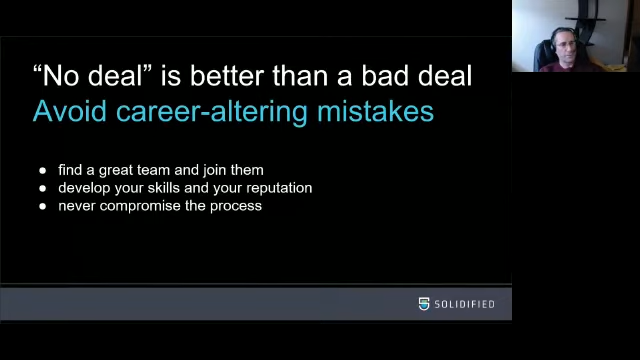 “No deal” is better than a bad deal
Avoid career-altering mistakes
● find a great team and join them
● develop your skills and your reputation
● never compromise the process
SOLIDIFIED